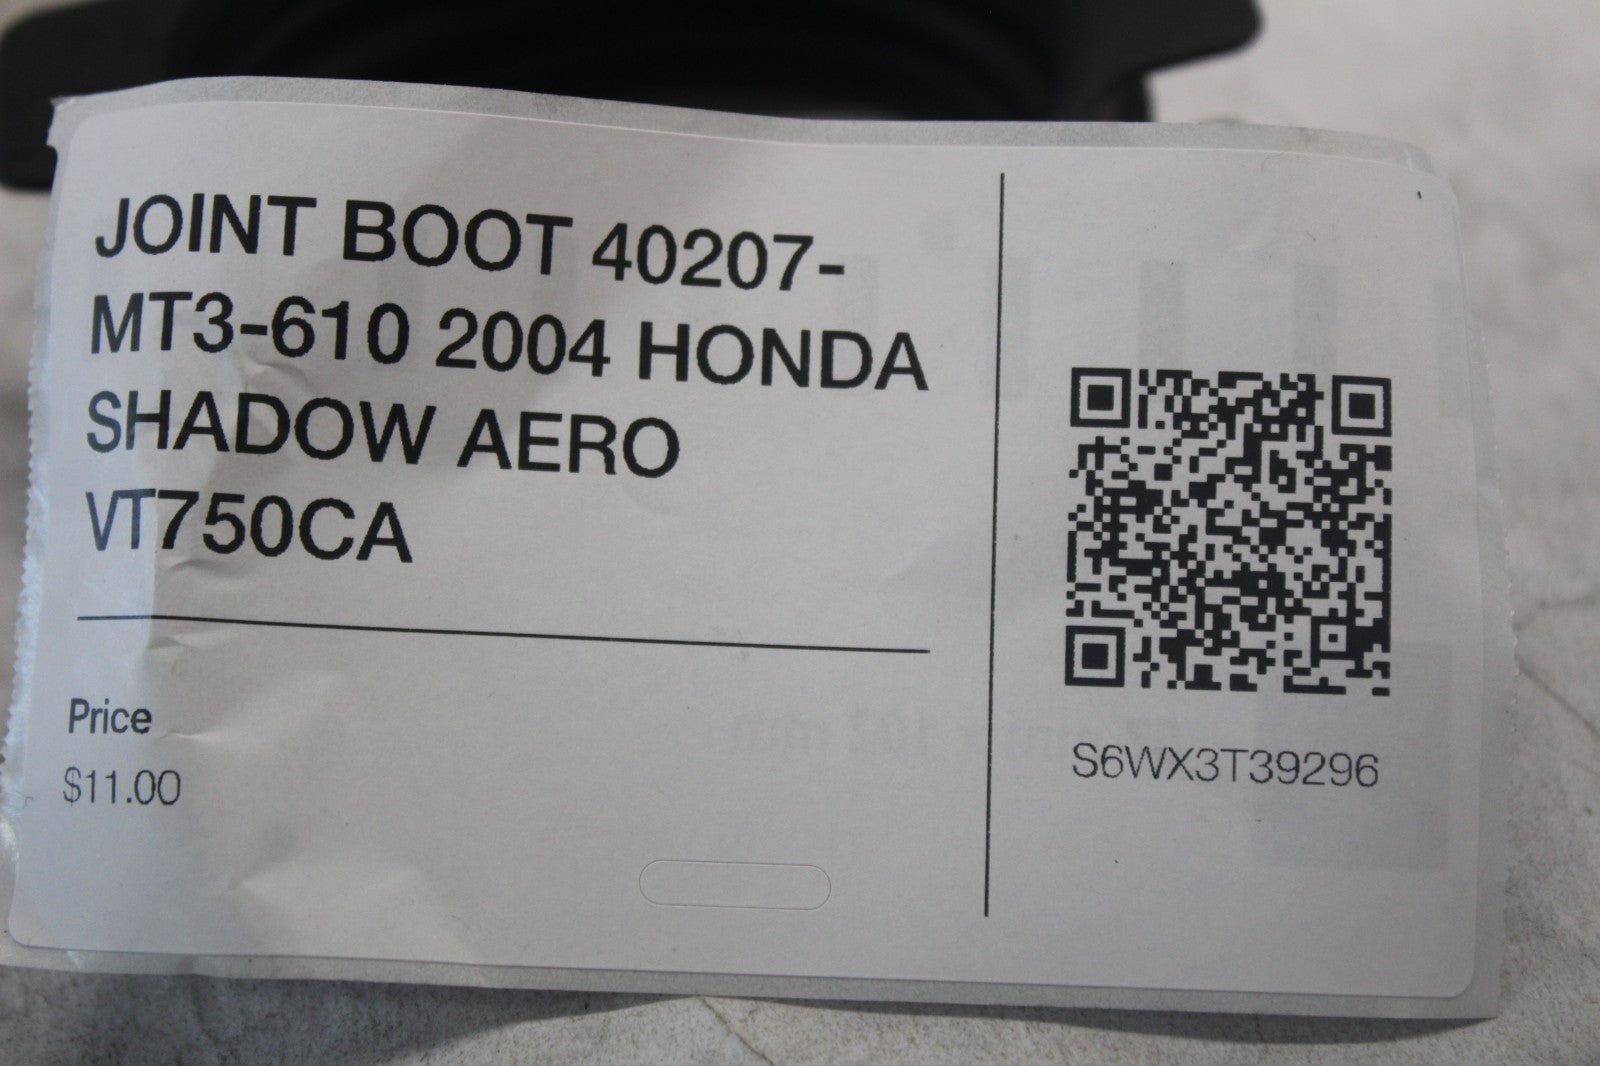 JOINT BOOT 40207-
MT3-610 2004 HONDA
SHADOW AERO
VT750CA
Price
$11.00
S6WX3T39296